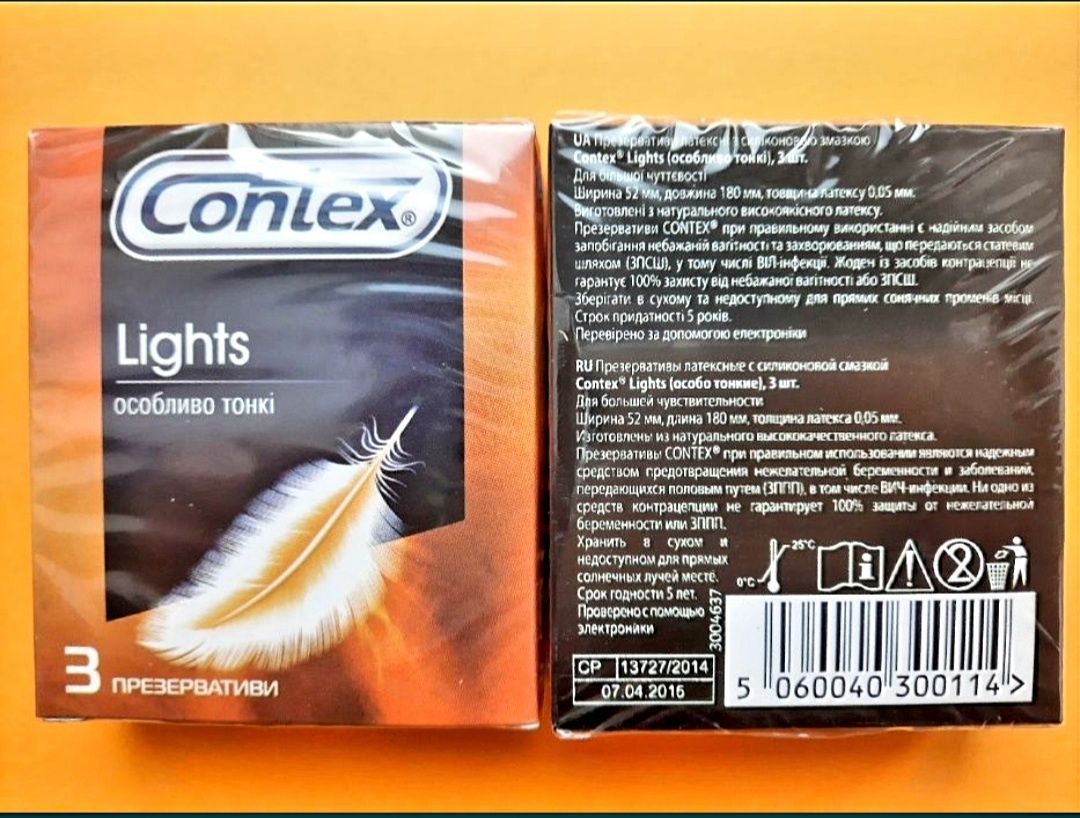 Contex®
Lights
особливо тонкі
3 ПРЕЗЕРВАТИВИ
UA Презервативи латексні з силіконовою змазкою
Contex® Lights (особливо тонкі), 3 шт.
Для більшої чуттєвості
Ширина 52 мм, довжина 180 мм, товщина латексу 0,05 мм.
Виготовлені з натурального високоякісного латексу.
Презервативи CONTEX® при правильному використанні є надійним засобом
запобігання небажаній вагітності та захворюванням, що передаються статевим
шляхом (ЗПСШ), у тому числі ВІЛ-інфекції. Жоден із засобів контрацепції не
гарантує 100% захисту від небажаної вагітності або ЗПСШ.
Зберігати в сухому та недоступному для прямих сонячних променів місці.
Строк придатності 5 років.
Перевірено за допомогою електроніки
RU Презервативы латексные с силиконовой смазкой
Contex® Lights (особо тонкие), 3 шт.
Для большей чувствительности
Ширина 52 мм, длина 180 мм, толщина латекса 0,05 мм.
Изготовлены из натурального высококачественного латекса.
Презервативы CONTEX® при правильном использовании являются надежным
средством предотвращения нежелательной беременности и заболеваний,
передающихся половым путем (ЗППП), в том числе ВИЧ-инфекции. Ни одно из
средств контрацепции не гарантирует 100% защиты от нежелательной
беременности или ЗППП.
Хранить в сухом и
недоступном для прямых
солнечных лучей месте.
Срок годности 5 лет.
Проверено с помощью
электроники
25°C
0°C
i
2
3004637
CP 13727/2014
07.04.2016
5 060040 300114 >